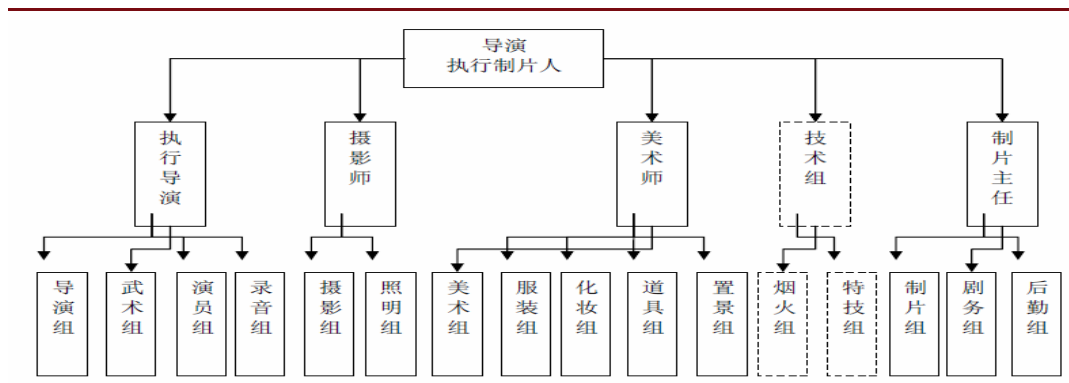 导演
执行制片人
执行导演
摄影师
美术师
技术组
制片主任
导演组
武术组
演员组
录音组
摄影组
照明组
美术组
服装组
化妆组
道具组
置景组
烟火组
特技组
制片组
剧务组
后勤组